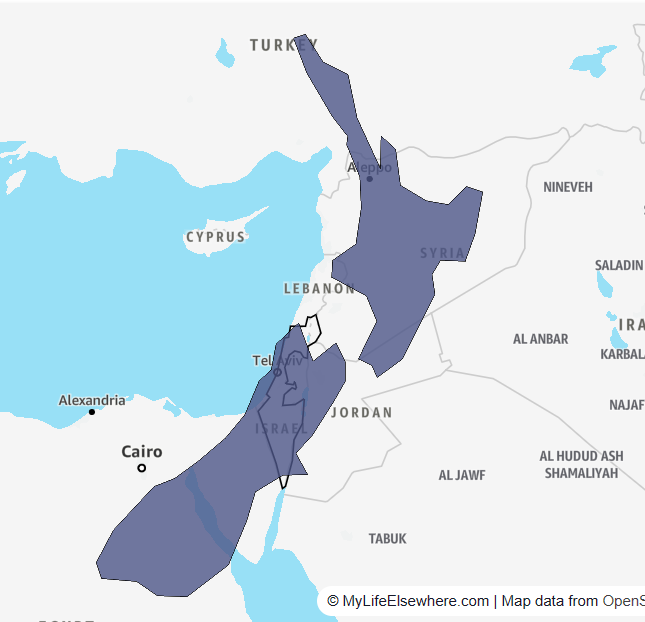 TURKEY
Aleppo
NINEVEH
CYPRUS
SYRIA
SALADIN
LEBANON
IRA
AL ANBAR
KARBAL
Tel Aviv
Alexandria
NAJAF
JORDAN
ISRAEL
Cairo
AL HUDUD ASH
SHAMALIYAH
AL JAWF
TABUK
© MyLifeElsewhere.com | Map data from OpenS